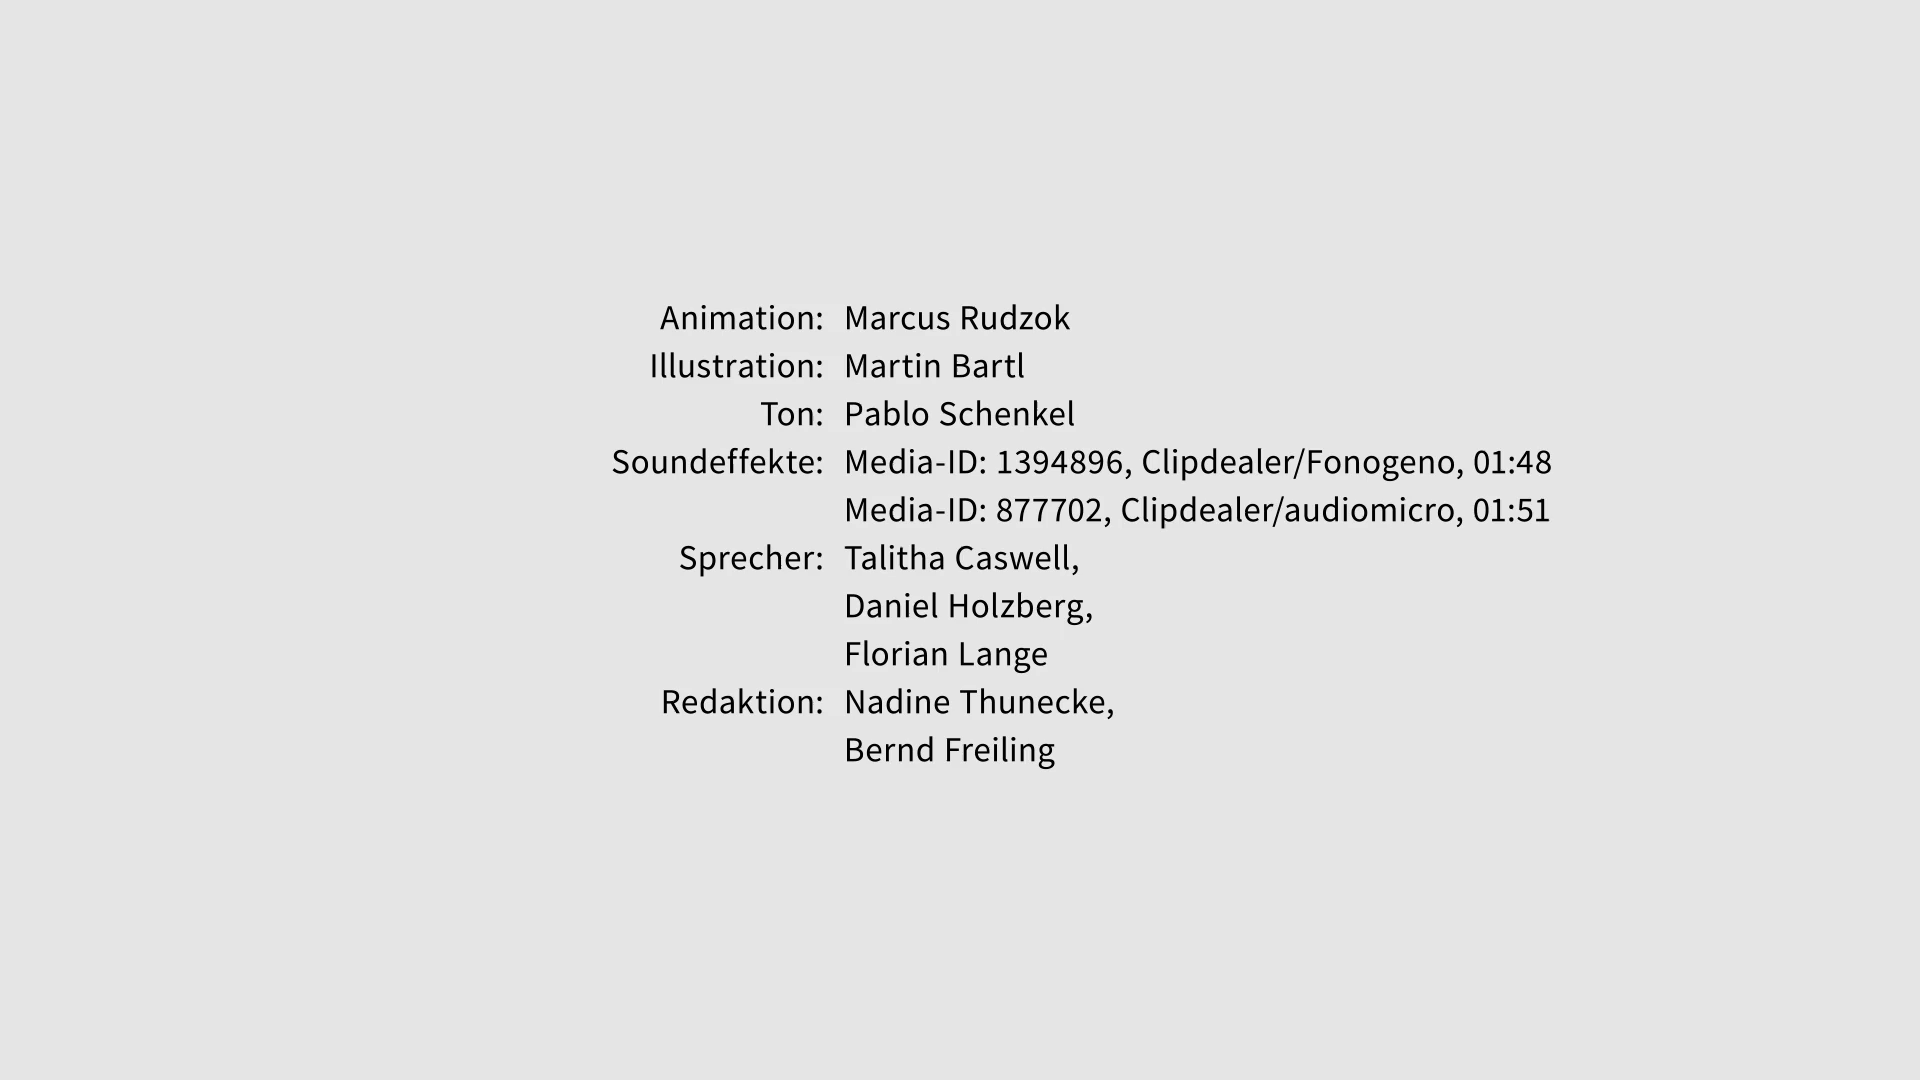 Animation: Marcus Rudzok
Illustration: Martin Bartl
Ton: Pablo Schenkel
Soundeffekte: Media-ID: 1394896, Clipdealer/Fonogeno, 01:48
Media-ID: 877702, Clipdealer/audiomicro, 01:51
Sprecher: Talitha Caswell,
Daniel Holzberg,
Florian Lange
Redaktion: Nadine Thunecke,
Bernd Freiling